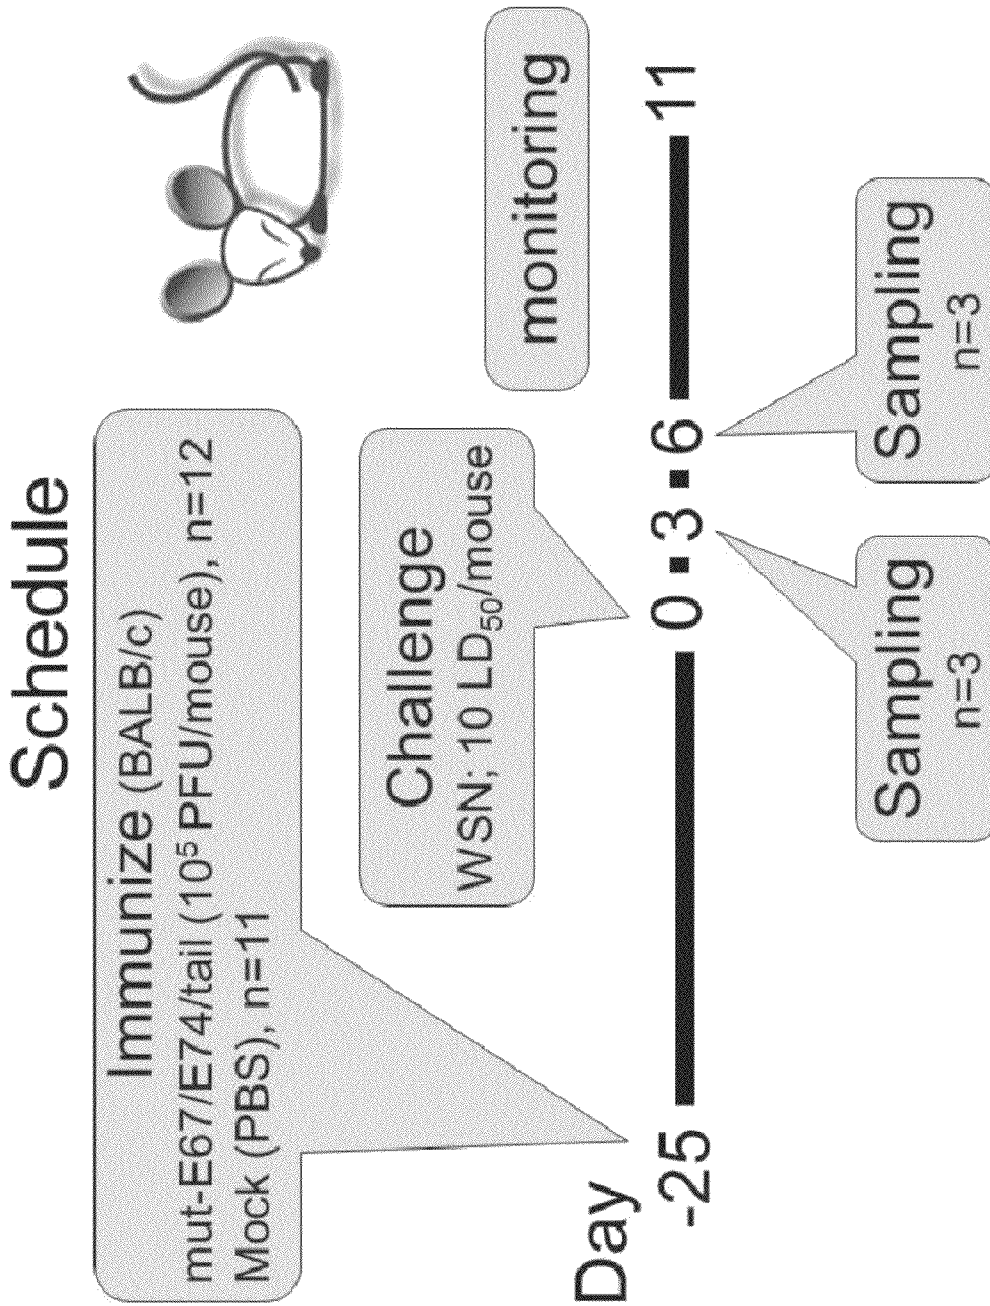 Schedule
Immunize (BALB/c)
mut-E67/E74/tail (10⁵ PFU/mouse), n=12
Mock (PBS), n=11
Challenge
WSN; 10 LD₅₀/mouse
monitoring
Day
-25 0 3 6 11
Sampling
n=3
Sampling
n=3